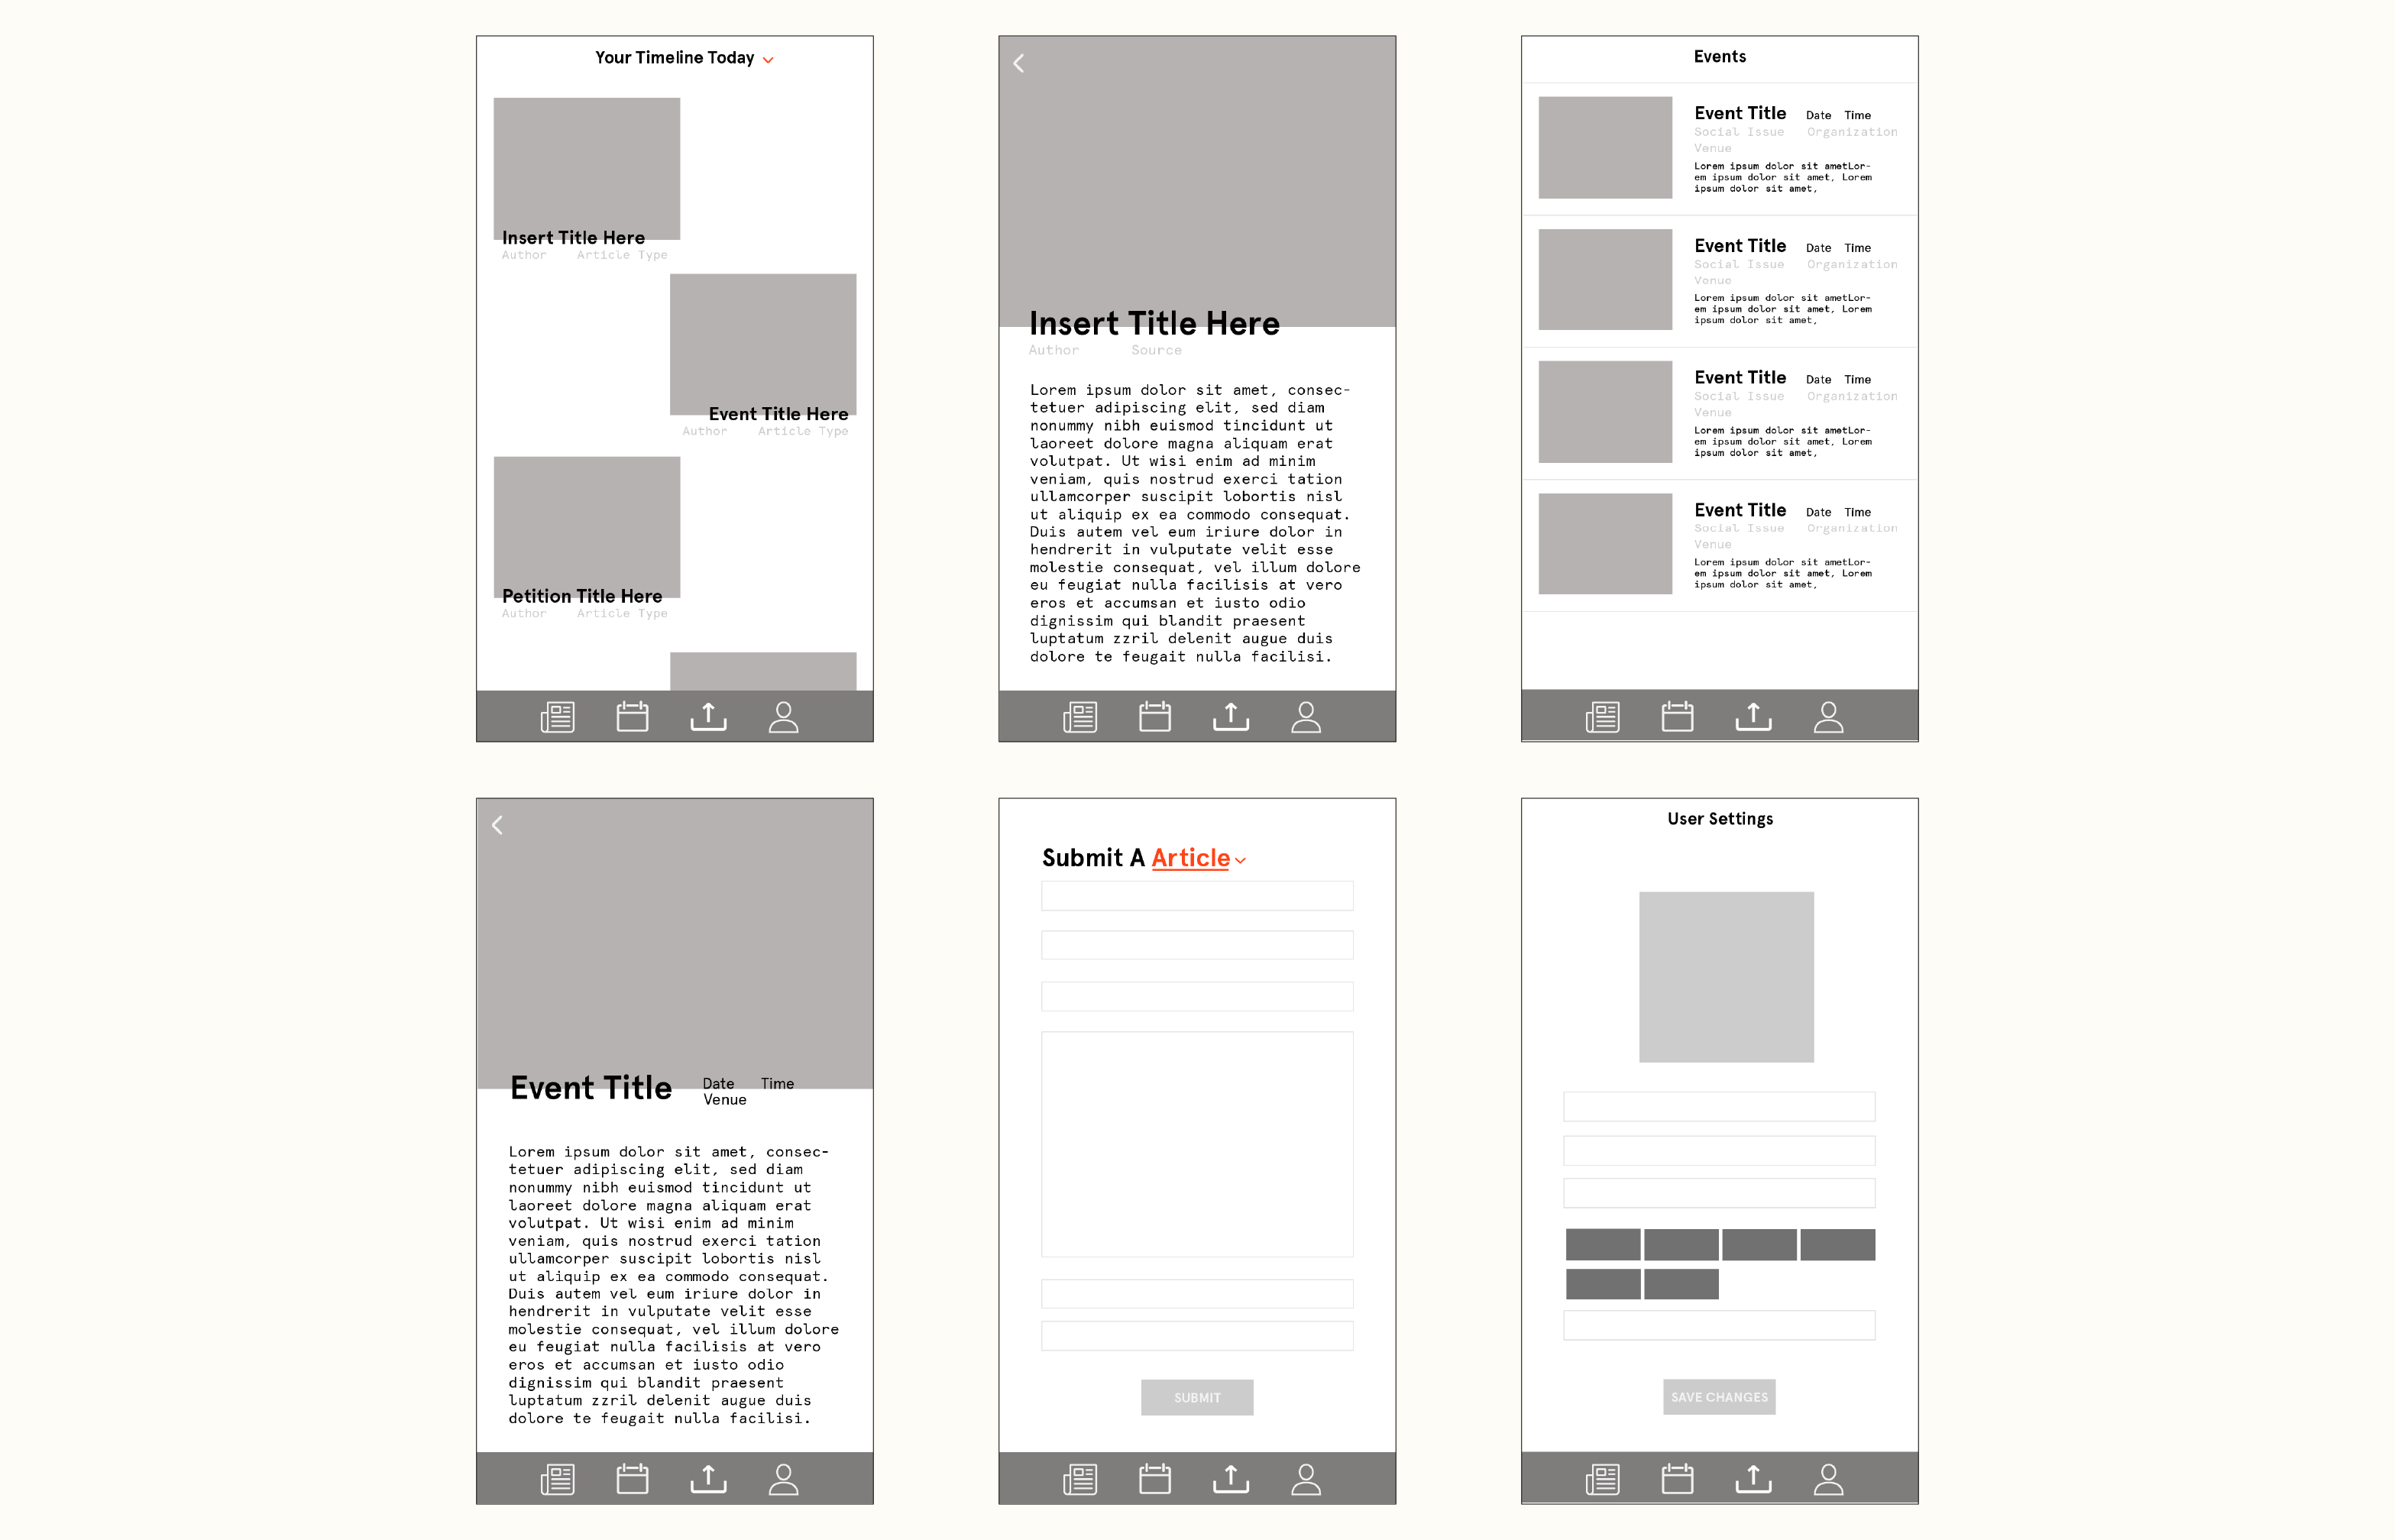 Your Timeline Today
Insert Title Here
Author Article Type
Event Title Here
Author Article Type
Petition Title Here
Author Article Type
Insert Title Here
Author Source
Lorem ipsum dolor sit amet, consec-
tetuer adipiscing elit, sed diam
nonummy nibh euismod tincidunt ut
laoreet dolore magna aliquam erat
volutpat. Ut wisi enim ad minim
veniam, quis nostrud exerci tation
ullamcorper suscipit lobortis nisl
ut aliquip ex ea commodo consequat.
Duis autem vel eum iriure dolor in
hendrerit in vulputate velit esse
molestie consequat, vel illum dolore
eu feugiat nulla facilisis at vero
eros et accumsan et iusto odio
dignissim qui blandit praesent
luptatum zzril delenit augue duis
dolore te feugait nulla facilisi.
Events
Event Title Date Time
Social Issue Organization
Venue
Lorem ipsum dolor sit ametLor-
em ipsum dolor sit amet, Lorem
ipsum dolor sit amet,
Event Title Date Time
Social Issue Organization
Venue
Lorem ipsum dolor sit ametLor-
em ipsum dolor sit amet, Lorem
ipsum dolor sit amet,
Event Title Date Time
Social Issue Organization
Venue
Lorem ipsum dolor sit ametLor-
em ipsum dolor sit amet, Lorem
ipsum dolor sit amet,
Event Title Date Time
Social Issue Organization
Venue
Lorem ipsum dolor sit ametLor-
em ipsum dolor sit amet, Lorem
ipsum dolor sit amet,
Event Title Date Time
Venue
Lorem ipsum dolor sit amet, consec-
tetuer adipiscing elit, sed diam
nonummy nibh euismod tincidunt ut
laoreet dolore magna aliquam erat
volutpat. Ut wisi enim ad minim
veniam, quis nostrud exerci tation
ullamcorper suscipit lobortis nisl
ut aliquip ex ea commodo consequat.
Duis autem vel eum iriure dolor in
hendrerit in vulputate velit esse
molestie consequat, vel illum dolore
eu feugiat nulla facilisis at vero
eros et accumsan et iusto odio
dignissim qui blandit praesent
luptatum zzril delenit augue duis
dolore te feugait nulla facilisi.
Submit A Article
SUBMIT
User Settings
SAVE CHANGES